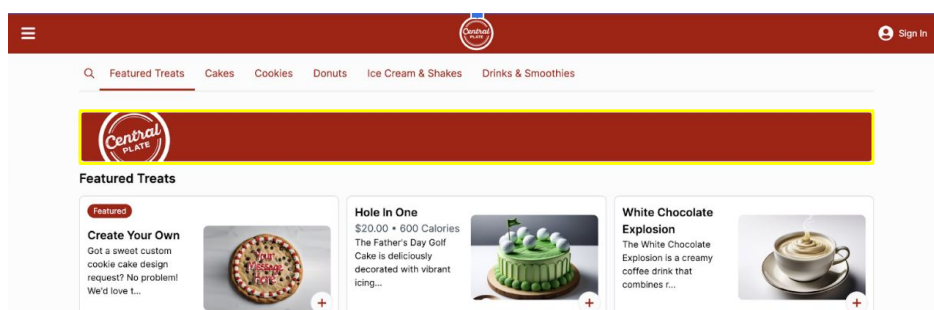 Central
PLATE
Sign In
Featured Treats
Cakes
Cookies
Donuts
Ice Cream & Shakes
Drinks & Smoothies
Central
PLATE
Featured Treats
Featured
Create Your Own
Got a sweet custom
cookie cake design
request? No problem!
We'd love t...
Your
Message
Here
Hole In One
$20.00 • 600 Calories
The Father's Day Golf
Cake is deliciously
decorated with vibrant
icing...
White Chocolate
Explosion
The White Chocolate
Explosion is a creamy
coffee drink that
combines r...